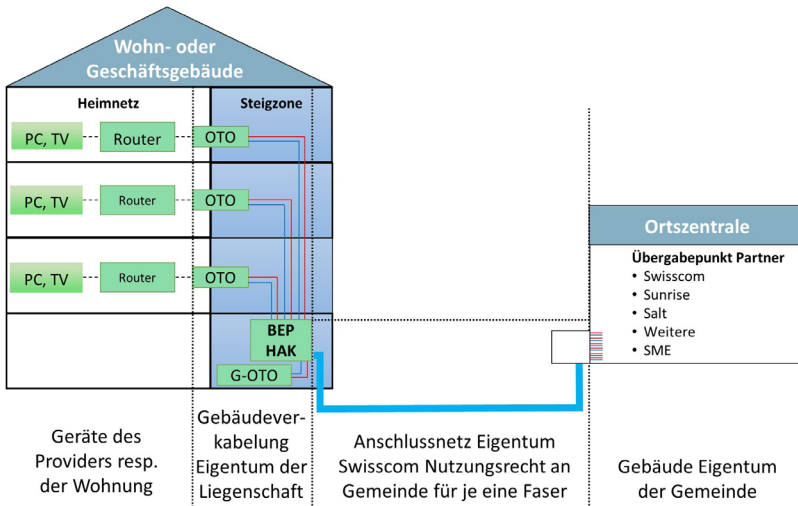 Wohn- oder
Geschäftsgebäude
Heimnetz
Steigzone
PC, TV
Router
OTO
PC, TV
Router
OTO
PC, TV
Router
OTO
BEP
HAK
G-OTO
Ortszentrale
Übergabepunkt Partner
• Swisscom
• Sunrise
• Salt
• Weitere
• SME
Geräte des
Providers resp.
der Wohnung
Gebäudever-
kabelung
Eigentum der
Liegenschaft
Anschlussnetz Eigentum
Swisscom Nutzungsrecht an
Gemeinde für je eine Faser
Gebäude Eigentum
der Gemeinde